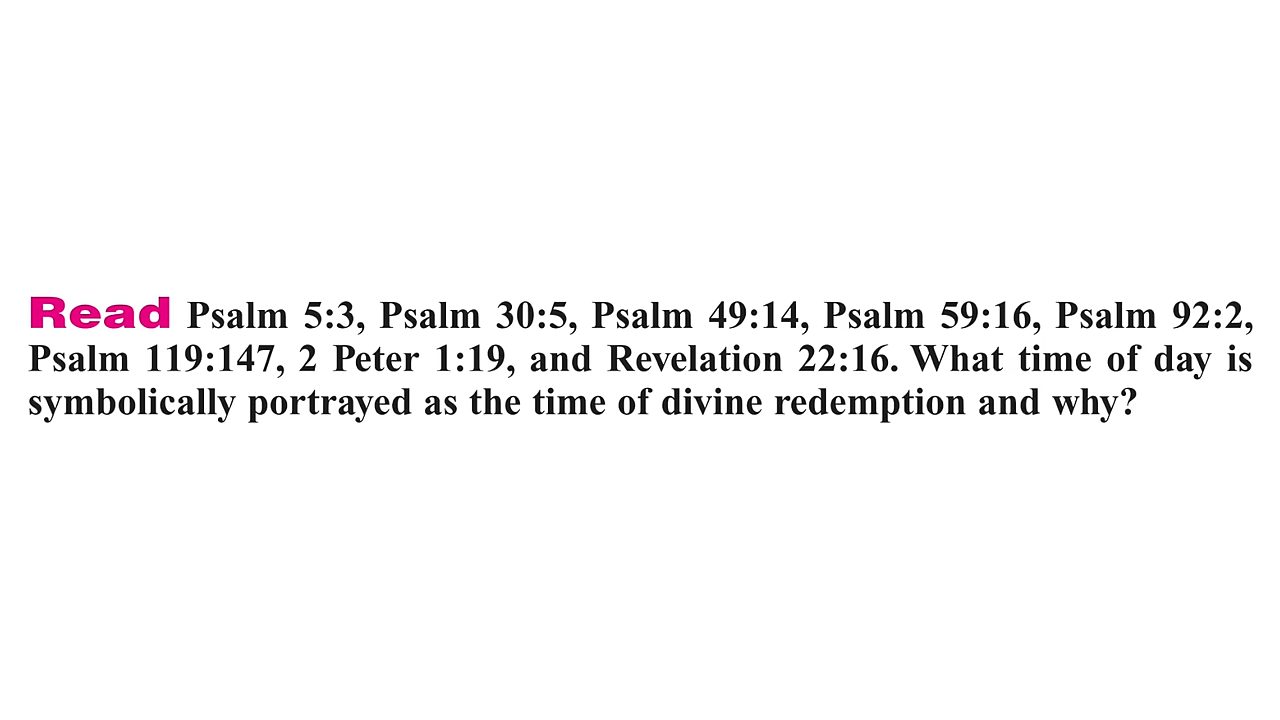 Read Psalm 5:3, Psalm 30:5, Psalm 49:14, Psalm 59:16, Psalm 92:2,
Psalm 119:147, 2 Peter 1:19, and Revelation 22:16. What time of day is
symbolically portrayed as the time of divine redemption and why?